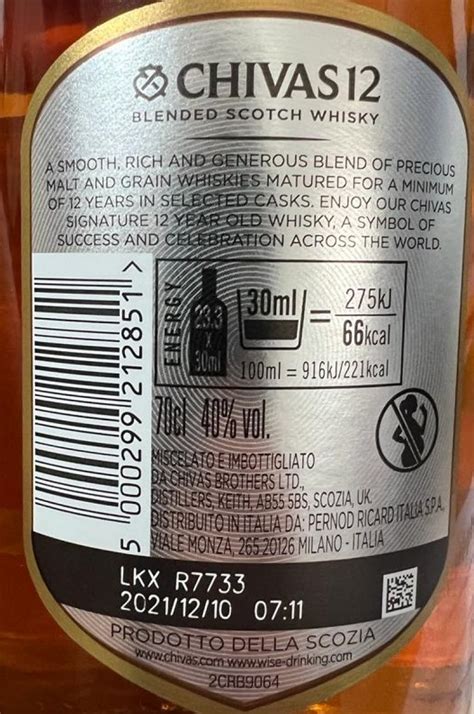 CHIVAS 12
BLENDED SCOTCH WHISKY
A SMOOTH, RICH AND GENEROUS BLEND OF PRECIOUS
MALT AND GRAIN WHISKIES MATURED FOR A MINIMUM
OF 12 YEARS IN SELECTED CASKS. ENJOY OUR CHIVAS
SIGNATURE 12 YEAR OLD WHISKY, A SYMBOL OF
SUCCESS AND CELEBRATION ACROSS THE WORLD.
5 000299 212851 >
ENERGY
23.3
x
30ml
30ml
=
275kJ
66kcal
100ml = 916kJ/221kcal
70cl 40% vol.
MISCELATO E IMBOTTIGLIATO
DA CHIVAS BROTHERS LTD.,
DISTILLERS, KEITH, AB55 5BS, SCOZIA, UK.
DISTRIBUITO IN ITALIA DA: PERNOD RICARD ITALIA S.P.A.,
VIALE MONZA, 265-20126 MILANO - ITALIA
LKX R7733
2021/12/10 07:11
PRODOTTO DELLA SCOZIA
www.chivas.com www.wise-drinking.com
2CRB9064